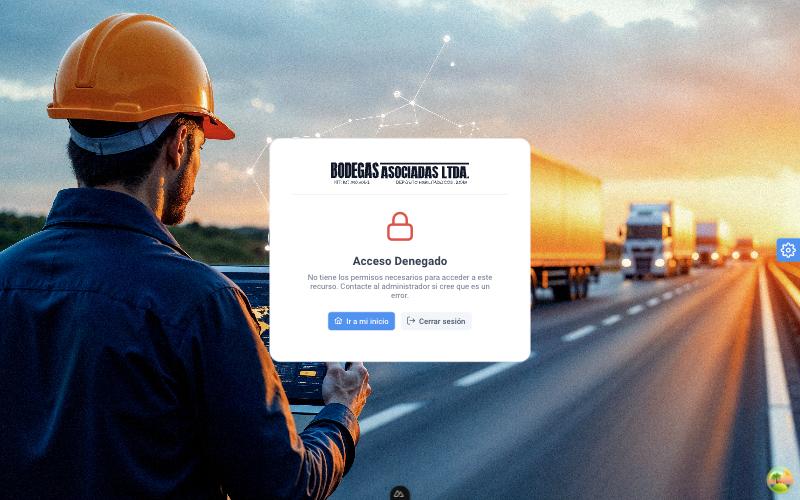 BODEGAS ASOCIADAS LTDA.
Acceso Denegado
No tiene los permisos necesarios para acceder a este
recurso. Contacte al administrador si cree que es un
error.
Ir a mi inicio
Cerrar sesión